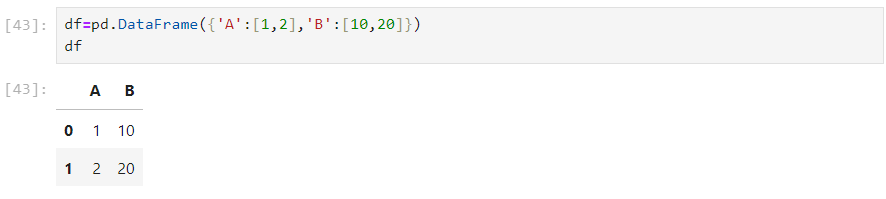 [43]: df=pd.DataFrame({'A':[1,2],'B':[10,20]})
df
[43]: A B
0 1 10
1 2 20